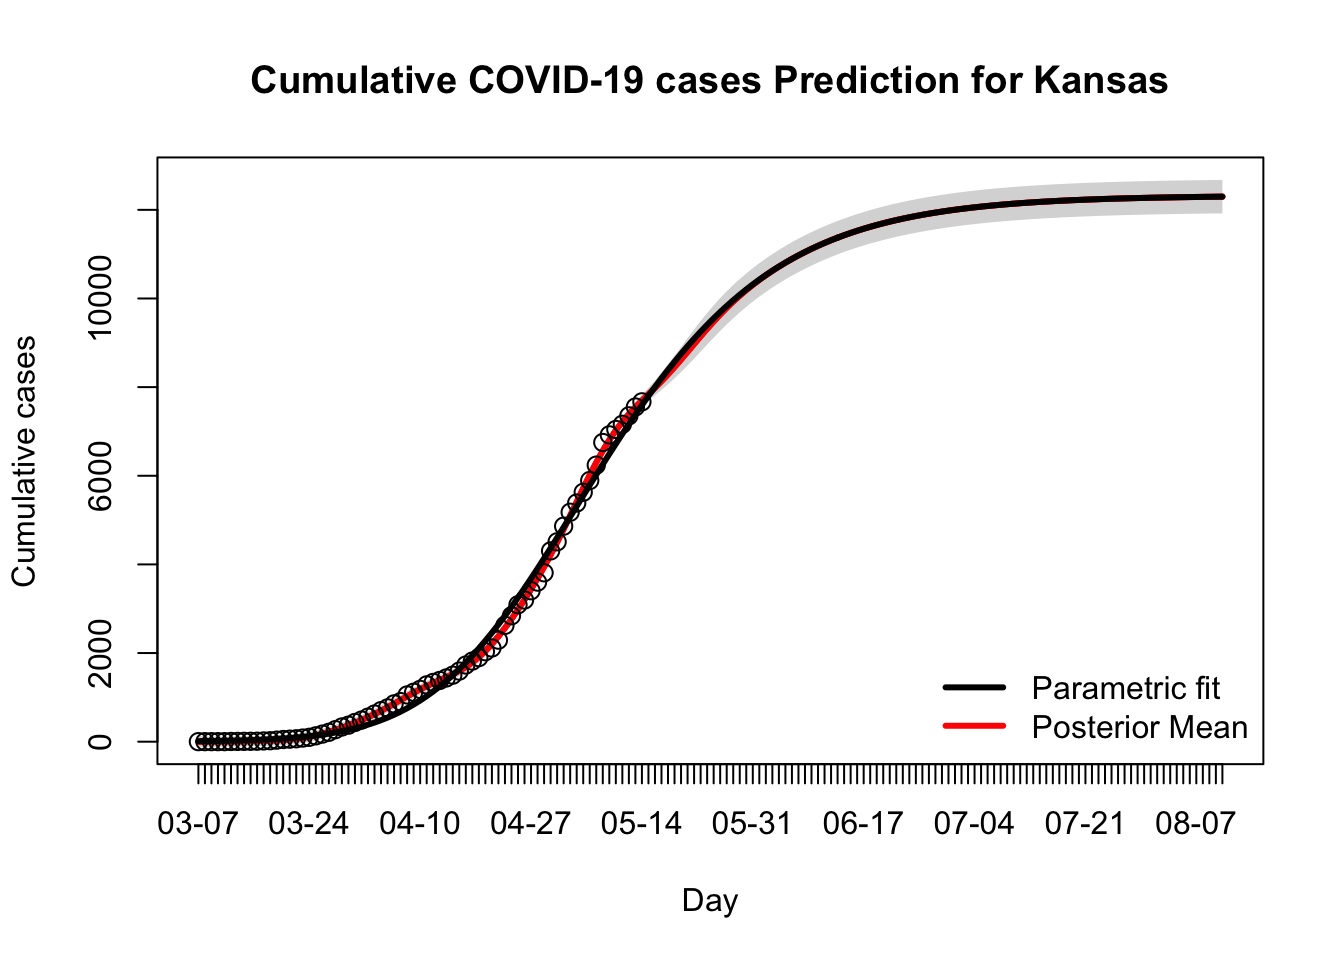 Cumulative COVID-19 cases Prediction for Kansas
Cumulative cases
10000
6000
2000
0
Parametric fit
Posterior Mean
03-07 03-24 04-10 04-27 05-14 05-31 06-17 07-04 07-21 08-07
Day